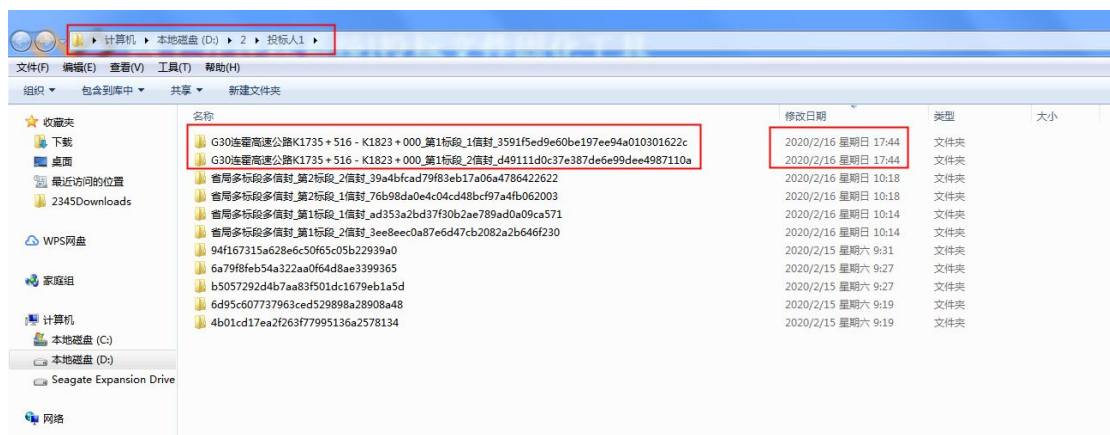 计算机 ▸ 本地磁盘 (D:) ▸ 2 ▸ 投标人1 ▸
文件(F) 编辑(E) 查看(V) 工具(T) 帮助(H)
组织 包含到库中 共享 新建文件夹
收藏夹
下载
桌面
最近访问的位置
2345Downloads
WPS网盘
家庭组
计算机
本地磁盘 (C:)
本地磁盘 (D:)
Seagate Expansion Drive
网络
名称 修改日期 类型 大小
G30连霍高速公路K1735+516 - K1823+000_第1标段_1信封_3591f5ed9e60be197ee94a010301622c 2020/2/16 星期日 17:44 文件夹
G30连霍高速公路K1735+516 - K1823+000_第1标段_2信封_d49111d0c37e387de6e99dee4987110a 2020/2/16 星期日 17:44 文件夹
省局多标段多信封_第2标段_2信封_39a4bfcad79f83eb17a06a4786422622 2020/2/16 星期日 10:18 文件夹
省局多标段多信封_第2标段_1信封_76b98da0e4c04cd48bcf97a4fb062003 2020/2/16 星期日 10:18 文件夹
省局多标段多信封_第1标段_1信封_ad353a2bd37f30b2ae789ad0a09ca571 2020/2/16 星期日 10:14 文件夹
省局多标段多信封_第1标段_2信封_3ee8eec0a87e6d47cb2082a2b646f230 2020/2/16 星期日 10:14 文件夹
94f167315a628e6c50f65c05b22939a0 2020/2/15 星期六 9:31 文件夹
6a79f8feb54a322aa0f64d8ae3399365 2020/2/15 星期六 9:27 文件夹
b5057292d4b7aa83f501dc1679eb1a5d 2020/2/15 星期六 9:27 文件夹
6d95c607737963ced529898a28908a48 2020/2/15 星期六 9:19 文件夹
4b01cd17ea2f263f77995136a2578134 2020/2/15 星期六 9:19 文件夹